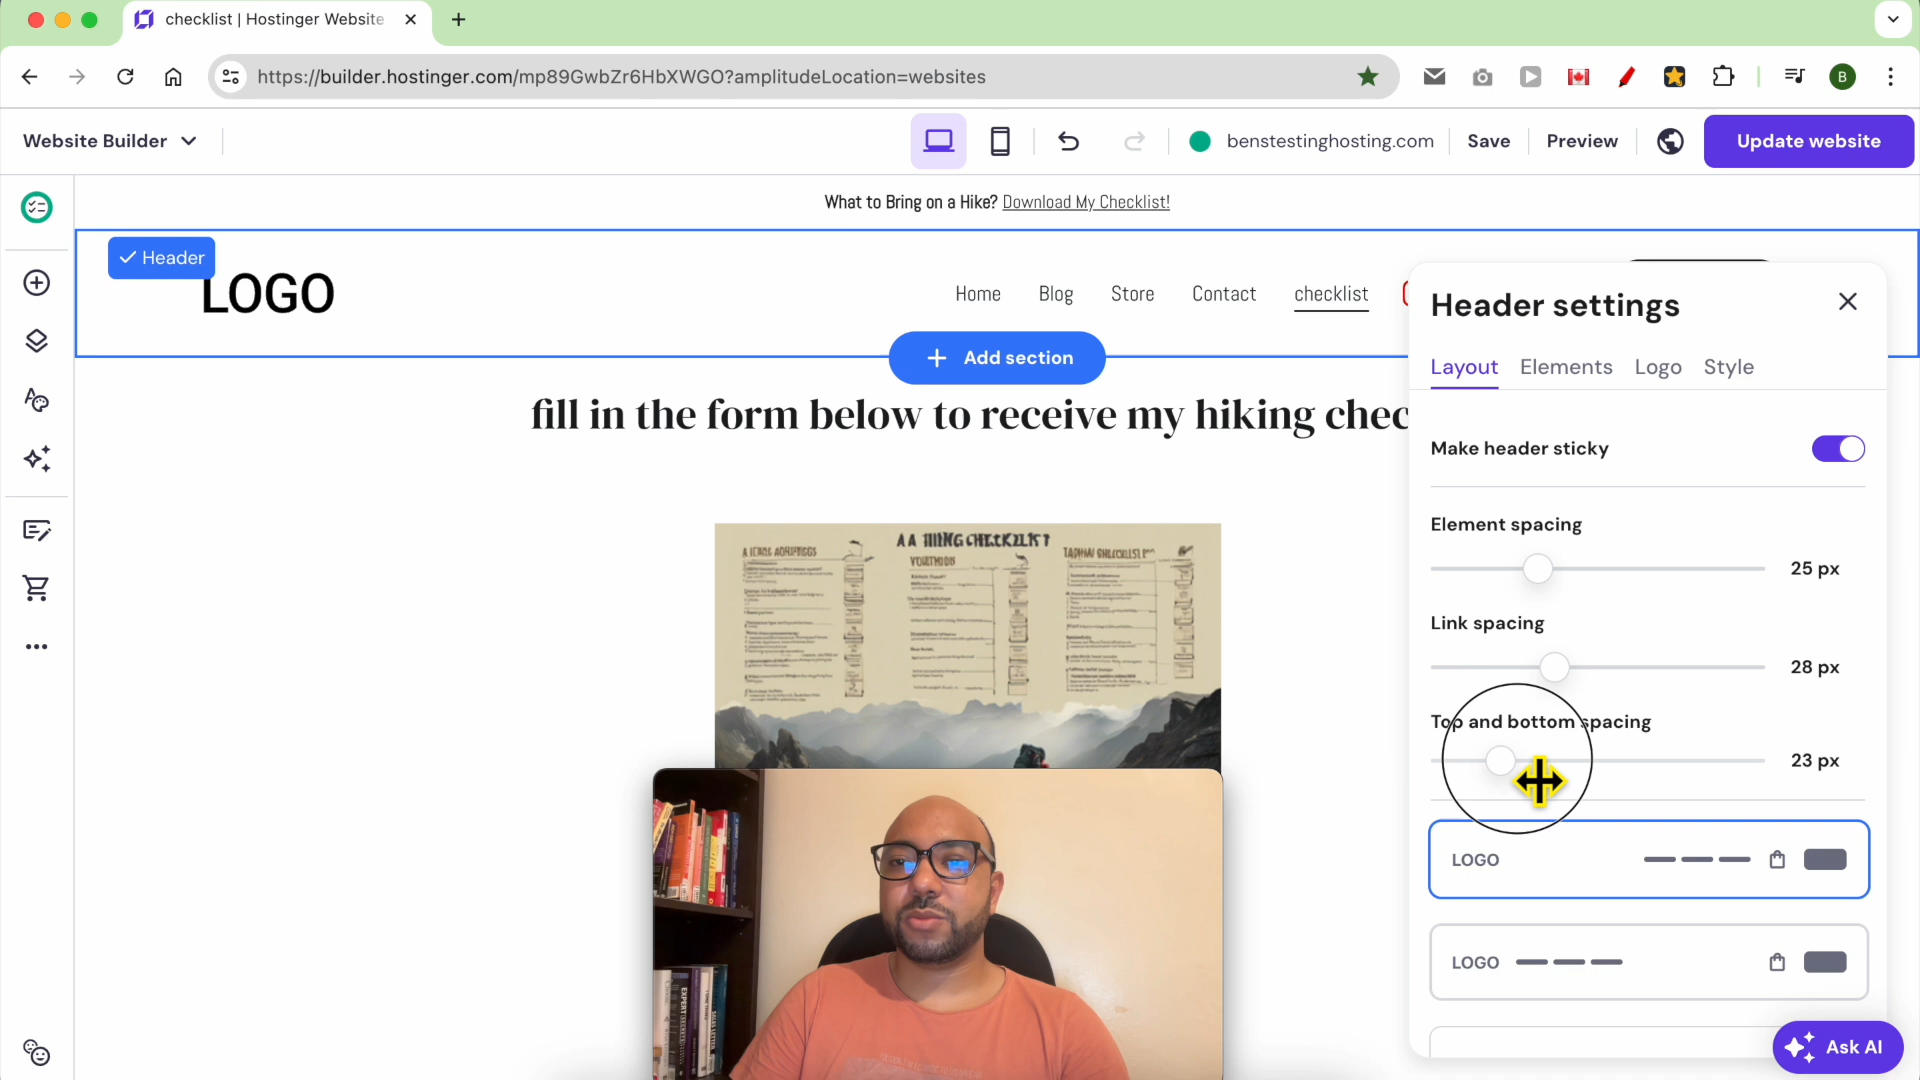 checklist | Hostinger Website
https://builder.hostinger.com/mp89GwbZr6HbXWGO?amplitudeLocation=websites
B
Website Builder
benstestinghosting.com
Save
Preview
Update website
What to Bring on a Hike? Download My Checklist!
Header
LOGO
Home
Blog
Store
Contact
checklist
Add section
fill in the form below to receive my hiking chec
Header settings
Layout
Elements
Logo
Style
Make header sticky
Element spacing
25 px
Link spacing
28 px
Top and bottom spacing
23 px
LOGO
LOGO
Ask AI
EXPERT